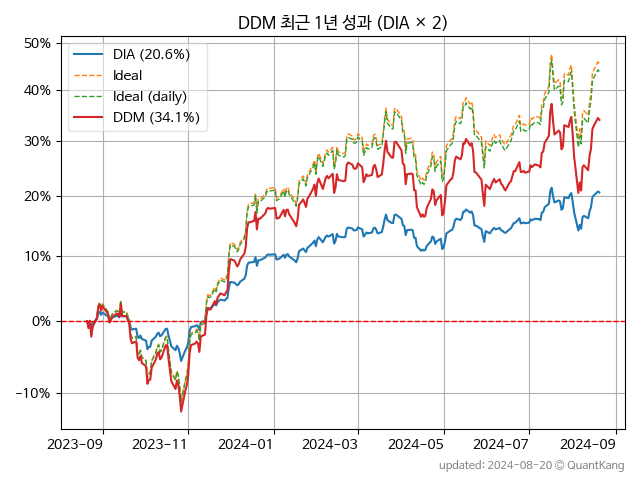 DDM 최근 1년 성과 (DIA × 2)
DIA (20.6%)
Ideal
Ideal (daily)
DDM (34.1%)
50%
40%
30%
20%
10%
0%
−10%
2023-09 2023-11 2024-01 2024-03 2024-05 2024-07 2024-09
updated: 2024-08-20 © QuantKang